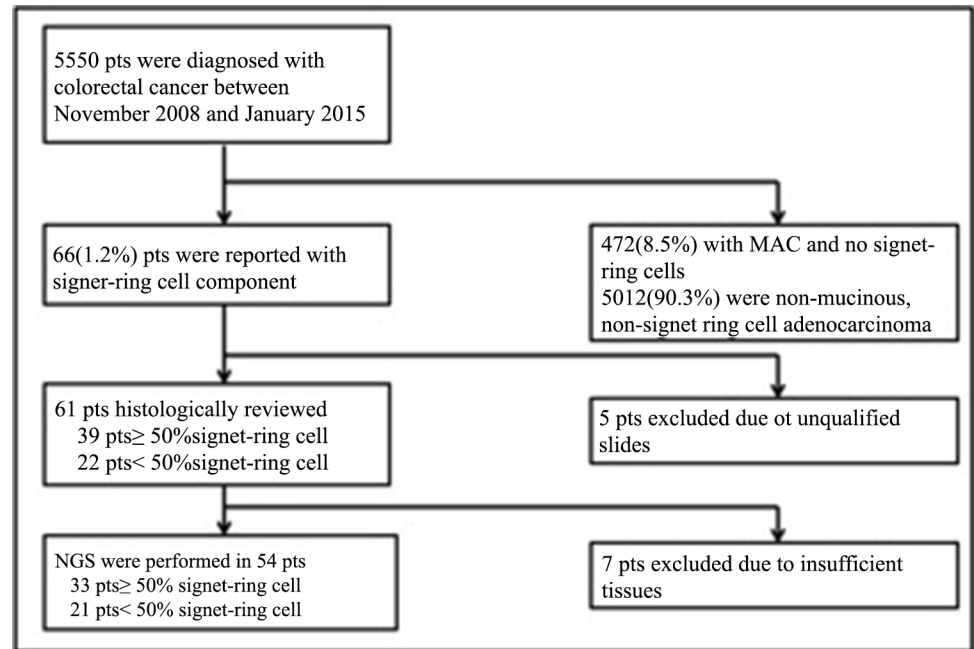 5550 pts were diagnosed with
colorectal cancer between
November 2008 and January 2015
66(1.2%) pts were reported with
signer-ring cell component
472(8.5%) with MAC and no signet-
ring cells
5012(90.3%) were non-mucinous,
non-signet ring cell adenocarcinoma
61 pts histologically reviewed
39 pts≥ 50%signet-ring cell
22 pts< 50%signet-ring cell
5 pts excluded due ot unqualified
slides
NGS were performed in 54 pts
33 pts≥ 50% signet-ring cell
21 pts< 50% signet-ring cell
7 pts excluded due to insufficient
tissues